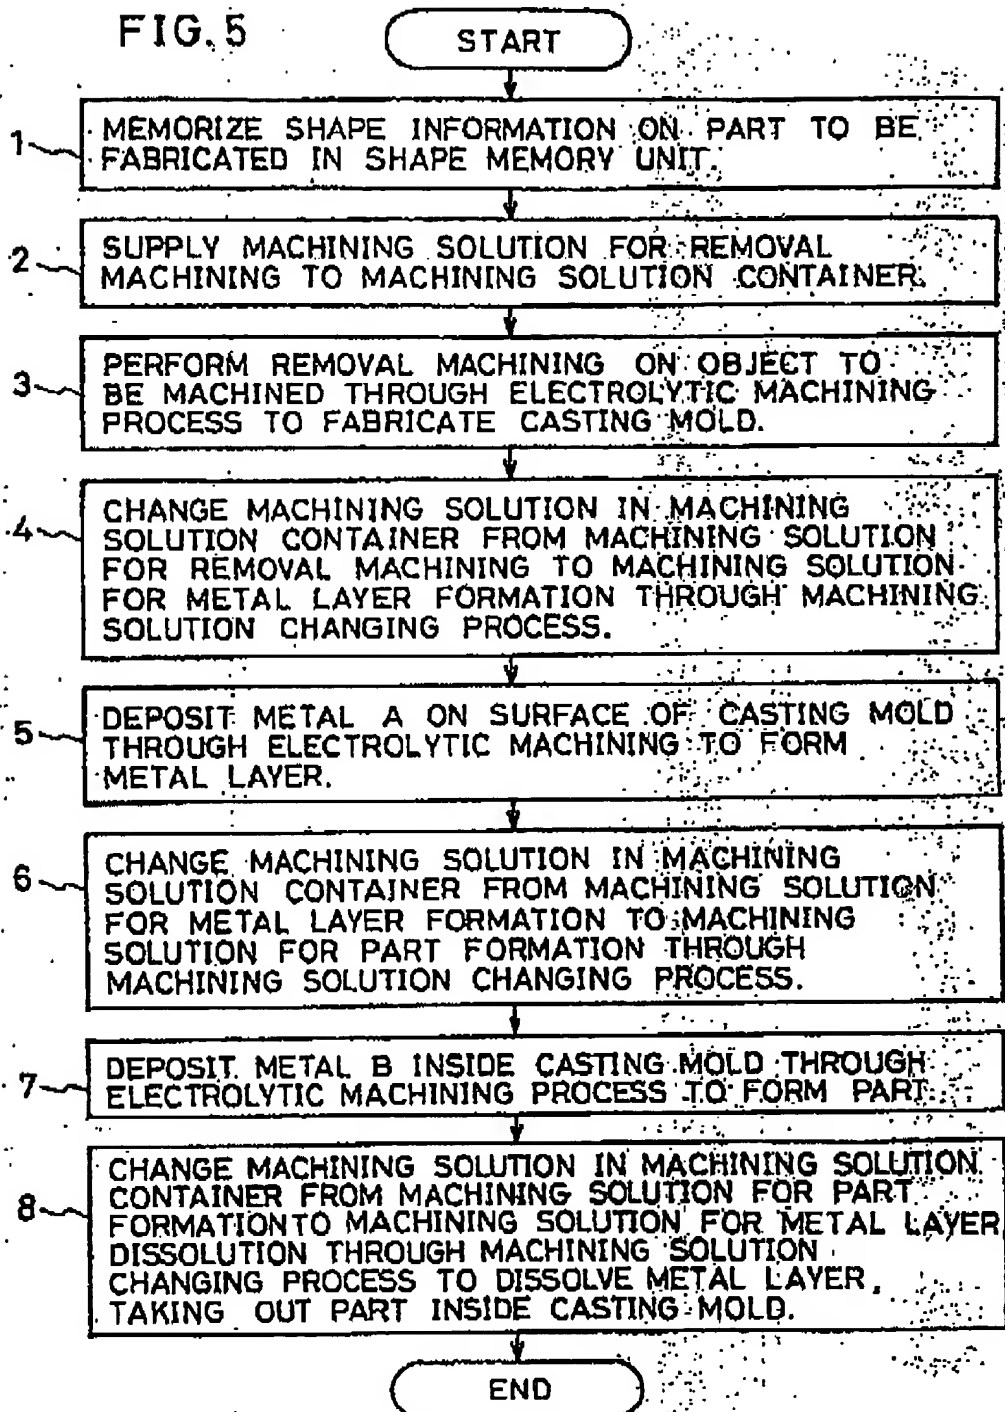 FIG. 5
START
1
MEMORIZE SHAPE INFORMATION ON PART TO BE
FABRICATED IN SHAPE MEMORY UNIT.
2
SUPPLY MACHINING SOLUTION FOR REMOVAL
MACHINING TO MACHINING SOLUTION CONTAINER.
3
PERFORM REMOVAL MACHINING ON OBJECT TO
BE MACHINED THROUGH ELECTROLYTIC MACHINING
PROCESS TO FABRICATE CASTING MOLD.
4
CHANGE MACHINING SOLUTION IN MACHINING
SOLUTION CONTAINER FROM MACHINING SOLUTION
FOR REMOVAL MACHINING TO MACHINING SOLUTION
FOR METAL LAYER FORMATION THROUGH MACHINING
SOLUTION CHANGING PROCESS.
5
DEPOSIT METAL A ON SURFACE OF CASTING MOLD
THROUGH ELECTROLYTIC MACHINING TO FORM
METAL LAYER.
6
CHANGE MACHINING SOLUTION IN MACHINING
SOLUTION CONTAINER FROM MACHINING SOLUTION
FOR METAL LAYER FORMATION TO MACHINING
SOLUTION FOR PART FORMATION THROUGH
MACHINING SOLUTION CHANGING PROCESS.
7
DEPOSIT METAL B INSIDE CASTING MOLD THROUGH
ELECTROLYTIC MACHINING PROCESS TO FORM PART.
8
CHANGE MACHINING SOLUTION IN MACHINING SOLUTION
CONTAINER FROM MACHINING SOLUTION FOR PART
FORMATION TO MACHINING SOLUTION FOR METAL LAYER
DISSOLUTION THROUGH MACHINING SOLUTION
CHANGING PROCESS TO DISSOLVE METAL LAYER,
TAKING OUT PART INSIDE CASTING MOLD.
END